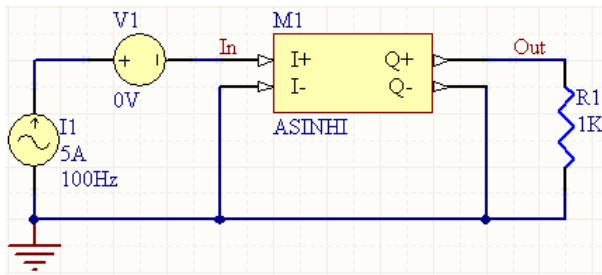 V1
M1
In
Out
+
-
I+
Q+
I-
Q-
0V
ASINHI
R1
1K
I1
5A
100Hz